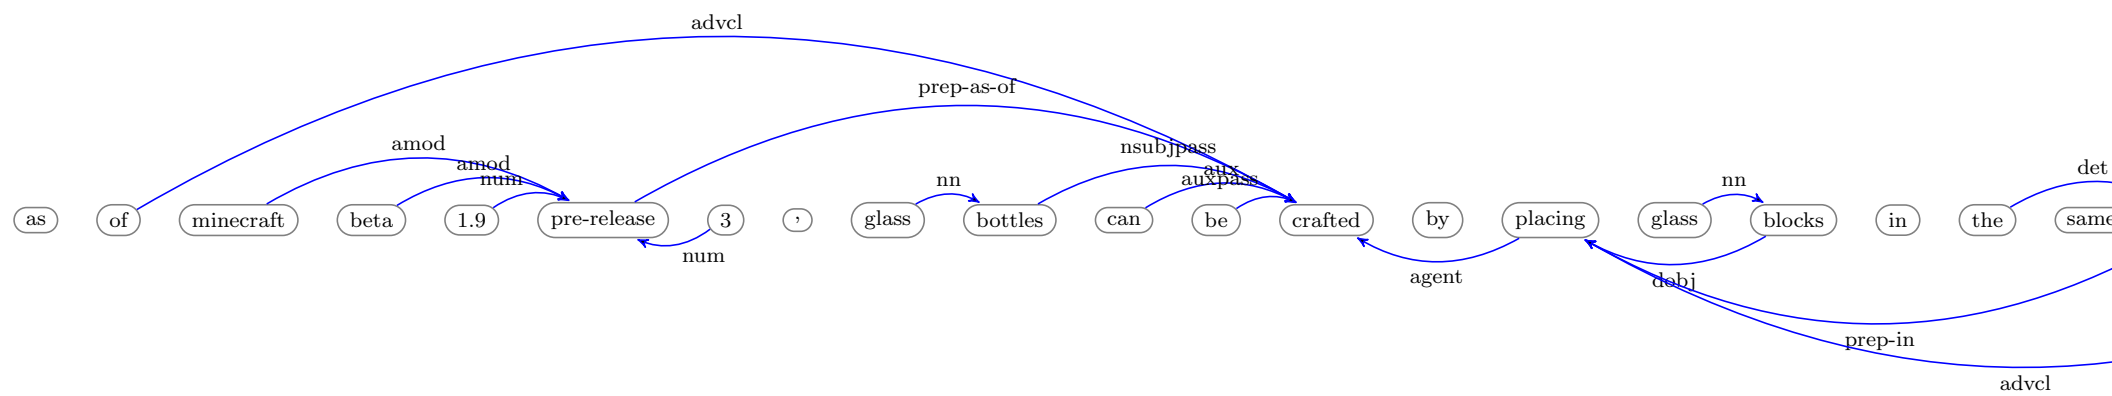 advcl
prep-as-of
amod
nsubjpass
amod
aux
num
nn
auxpass
nn
det
as of minecraft beta 1.9 pre-release 3 , glass bottles can be crafted by placing glass blocks in the same
num
agent
dobj
prep-in
advcl